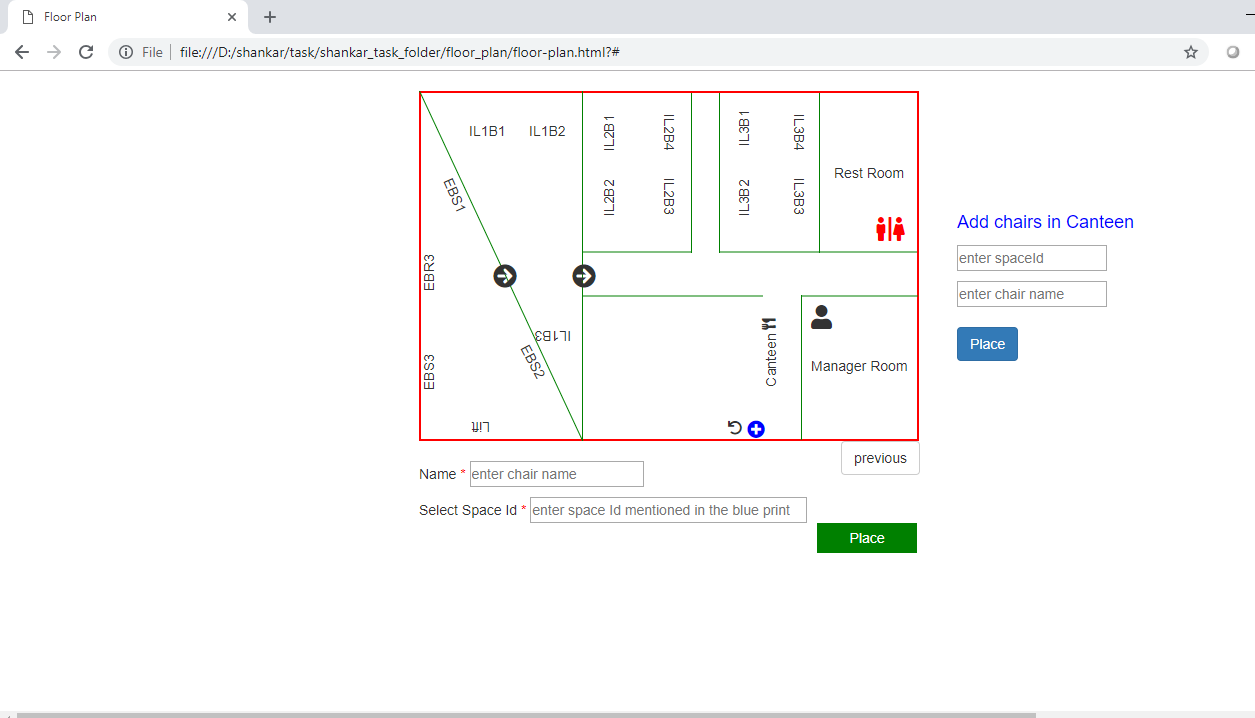 Floor Plan
File
file:///D:/shankar/task/shankar_task_folder/floor_plan/floor-plan.html?#
IL1B1
IL1B2
IL2B1
IL2B4
IL3B1
IL3B4
Rest Room
EBS1
IL2B2
IL2B3
IL3B2
IL3B3
Add chairs in Canteen
enter spaceId
enter chair name
Place
EBR3
IL1B3
EBS2
EBS3
Canteen
Manager Room
Lift
previous
Name * enter chair name
Select Space Id * enter space Id mentioned in the blue print
Place